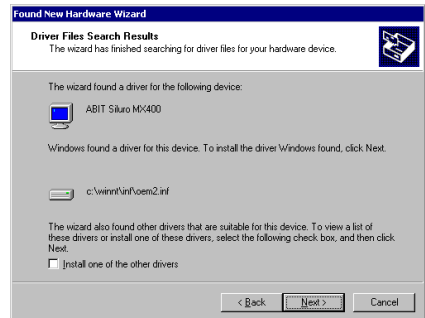 Found New Hardware Wizard
Driver Files Search Results
The wizard has finished searching for driver files for your hardware device.
The wizard found a driver for the following device:
ABIT Siluro MX400
Windows found a driver for this device. To install the driver Windows found, click Next.
c:\winnt\inf\oem2.inf
The wizard also found other drivers that are suitable for this device. To view a list of
these drivers or install one of these drivers, select the following check box, and then click
Next.
Install one of the other drivers
< Back
Next >
Cancel